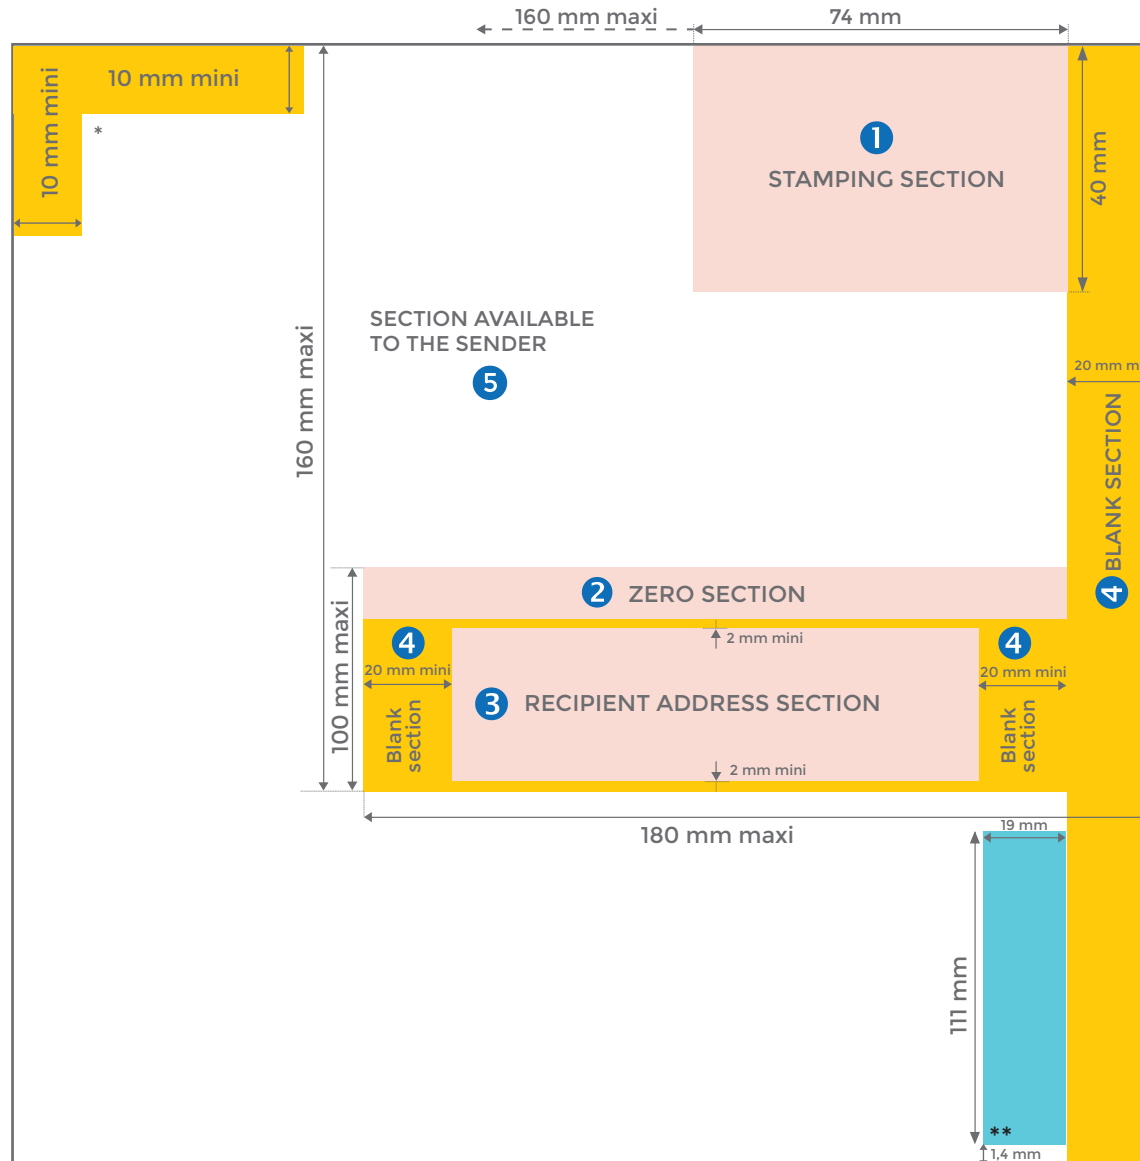 160 mm maxi
74 mm
10 mm mini
10 mm mini
*
1
STAMPING SECTION
40 mm
SECTION AVAILABLE
TO THE SENDER
5
160 mm maxi
20 mm m
4 BLANK SECTION
2 ZERO SECTION
100 mm maxi
4
20 mm mini
Blank
section
2 mm mini
3 RECIPIENT ADDRESS SECTION
2 mm mini
4
20 mm mini
Blank
section
180 mm maxi
19 mm
111 mm
**
1,4 mm